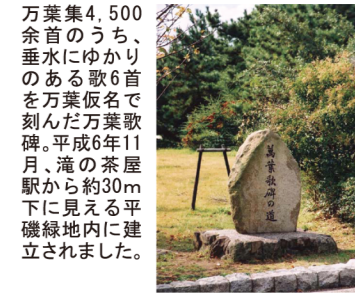 万葉集4,500
余首のうち、
垂水にゆかり
のある歌6首
を万葉仮名で
刻んだ万葉歌
碑。平成6年11
月、滝の茶屋
駅から約30m
下に見える平
磯緑地内に建
立されました。
萬葉歌碑の道